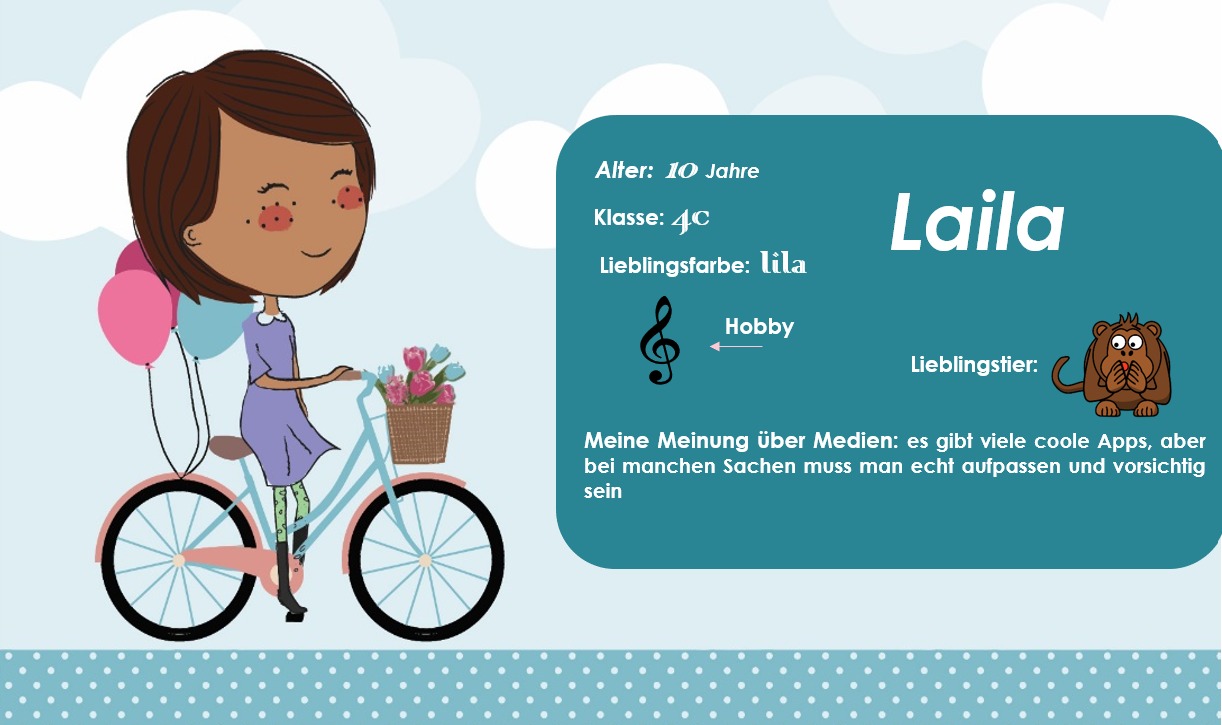 Alter: 10 Jahre
Klasse: 4c
Laila
Lieblingsfarbe: lila
Hobby
Lieblingstier:
Meine Meinung über Medien: es gibt viele coole Apps, aber
bei manchen Sachen muss man echt aufpassen und vorsichtig
sein